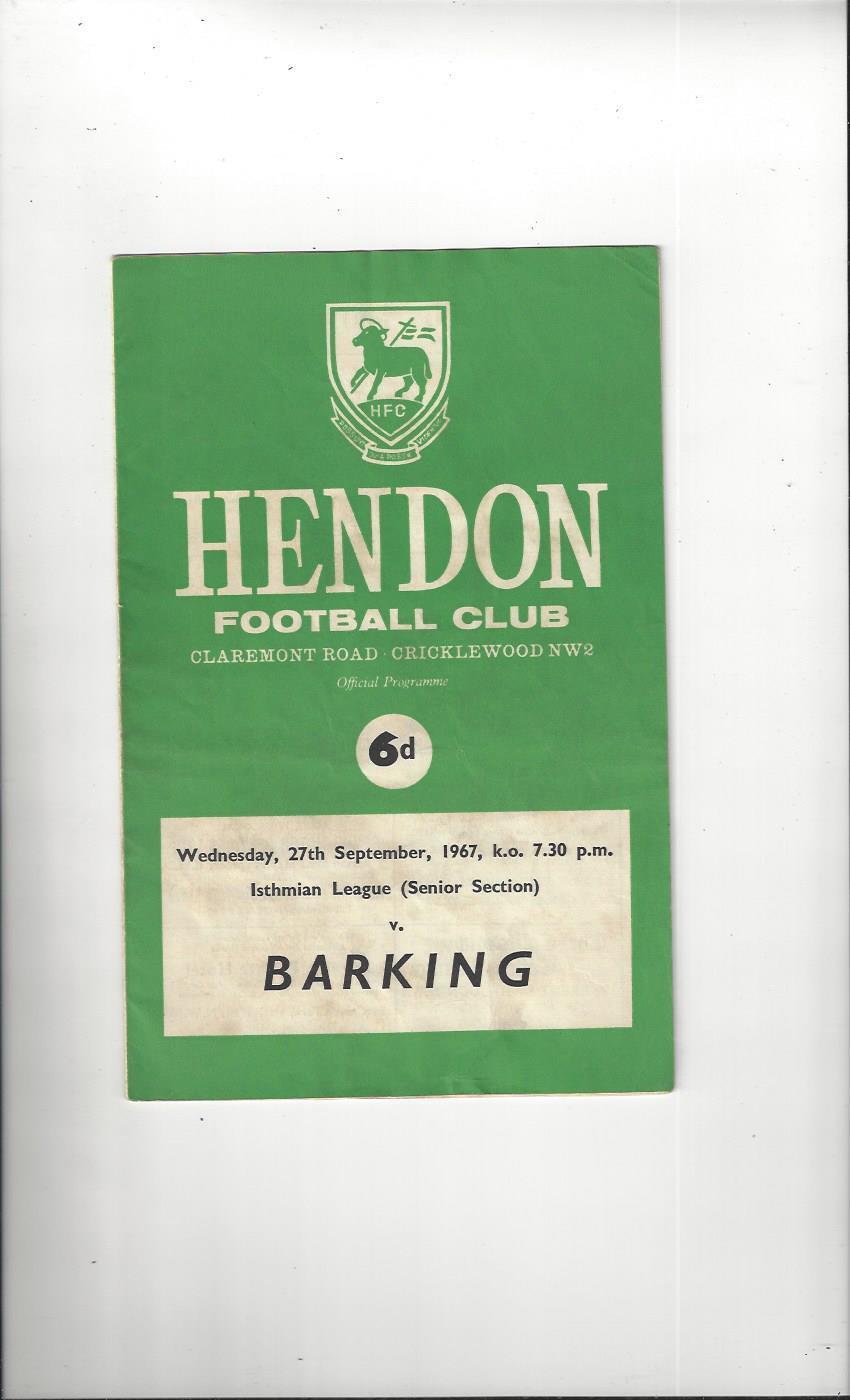 HFC
HENDON
FOOTBALL CLUB
CLAREMONT ROAD · CRICKLEWOOD NW2
Official Programme
6d
Wednesday, 27th September, 1967, k.o. 7.30 p.m.
Isthmian League (Senior Section)
v.
BARKING